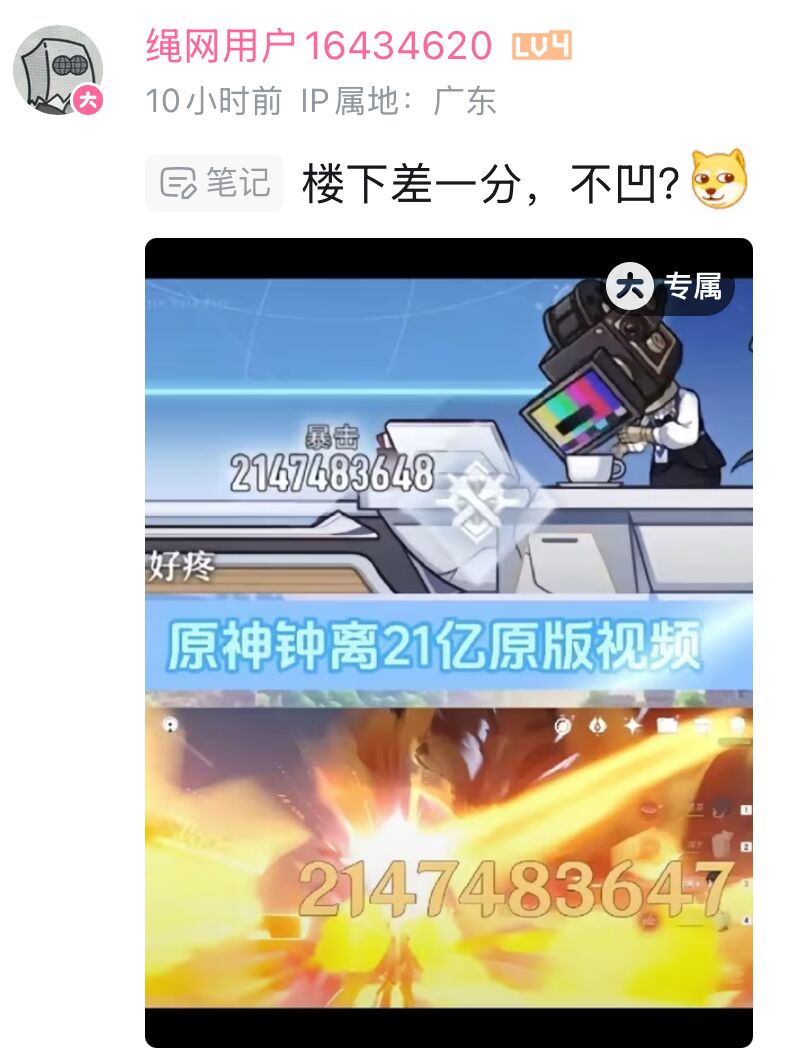 绳网用户16434620 LV4
大
10小时前 IP属地：广东
笔记 楼下差一分，不凹？
大 专属
暴击
2147483648
好疼
原神钟离21亿原版视频
1
2
2147483647
3
4